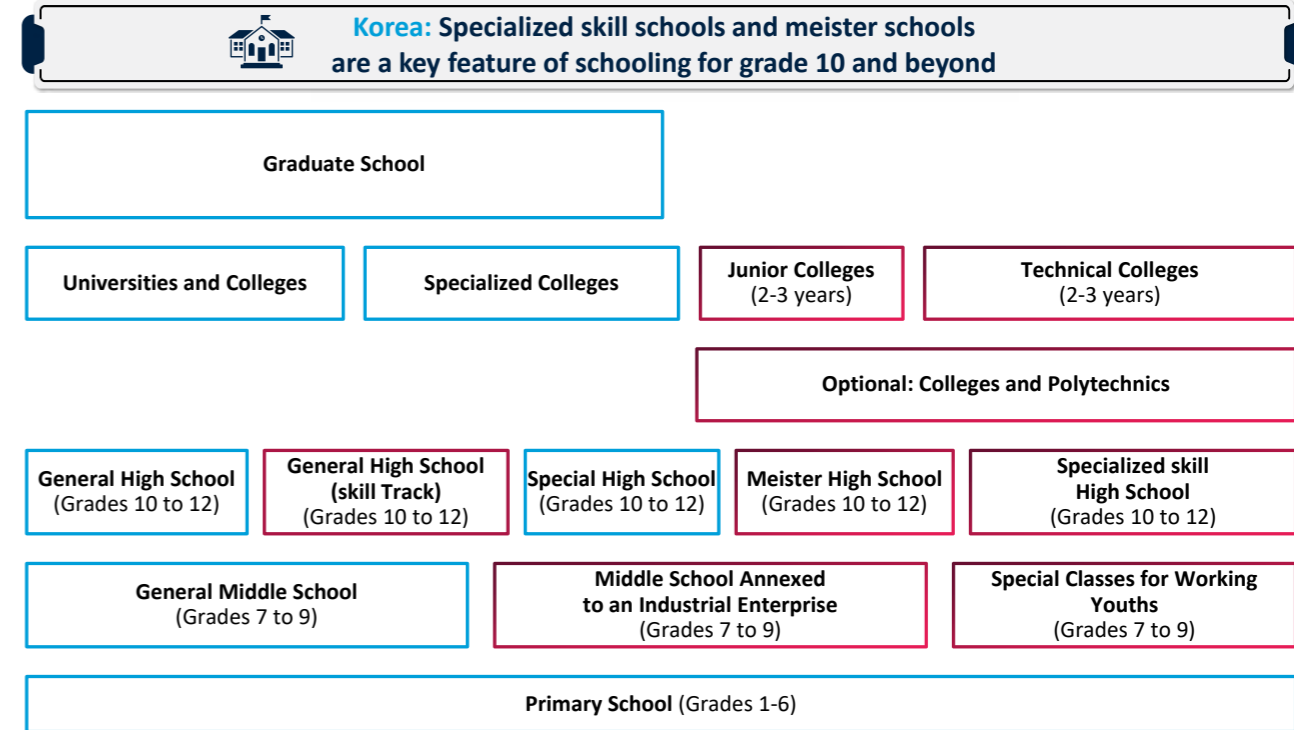 Korea: Specialized skill schools and meister schools
are a key feature of schooling for grade 10 and beyond
Graduate School
Universities and Colleges
Specialized Colleges
Junior Colleges
(2-3 years)
Technical Colleges
(2-3 years)
Optional: Colleges and Polytechnics
General High School
(Grades 10 to 12)
General High School
(skill Track)
(Grades 10 to 12)
Special High School
(Grades 10 to 12)
Meister High School
(Grades 10 to 12)
Specialized skill
High School
(Grades 10 to 12)
General Middle School
(Grades 7 to 9)
Middle School Annexed
to an Industrial Enterprise
(Grades 7 to 9)
Special Classes for Working
Youths
(Grades 7 to 9)
Primary School (Grades 1-6)